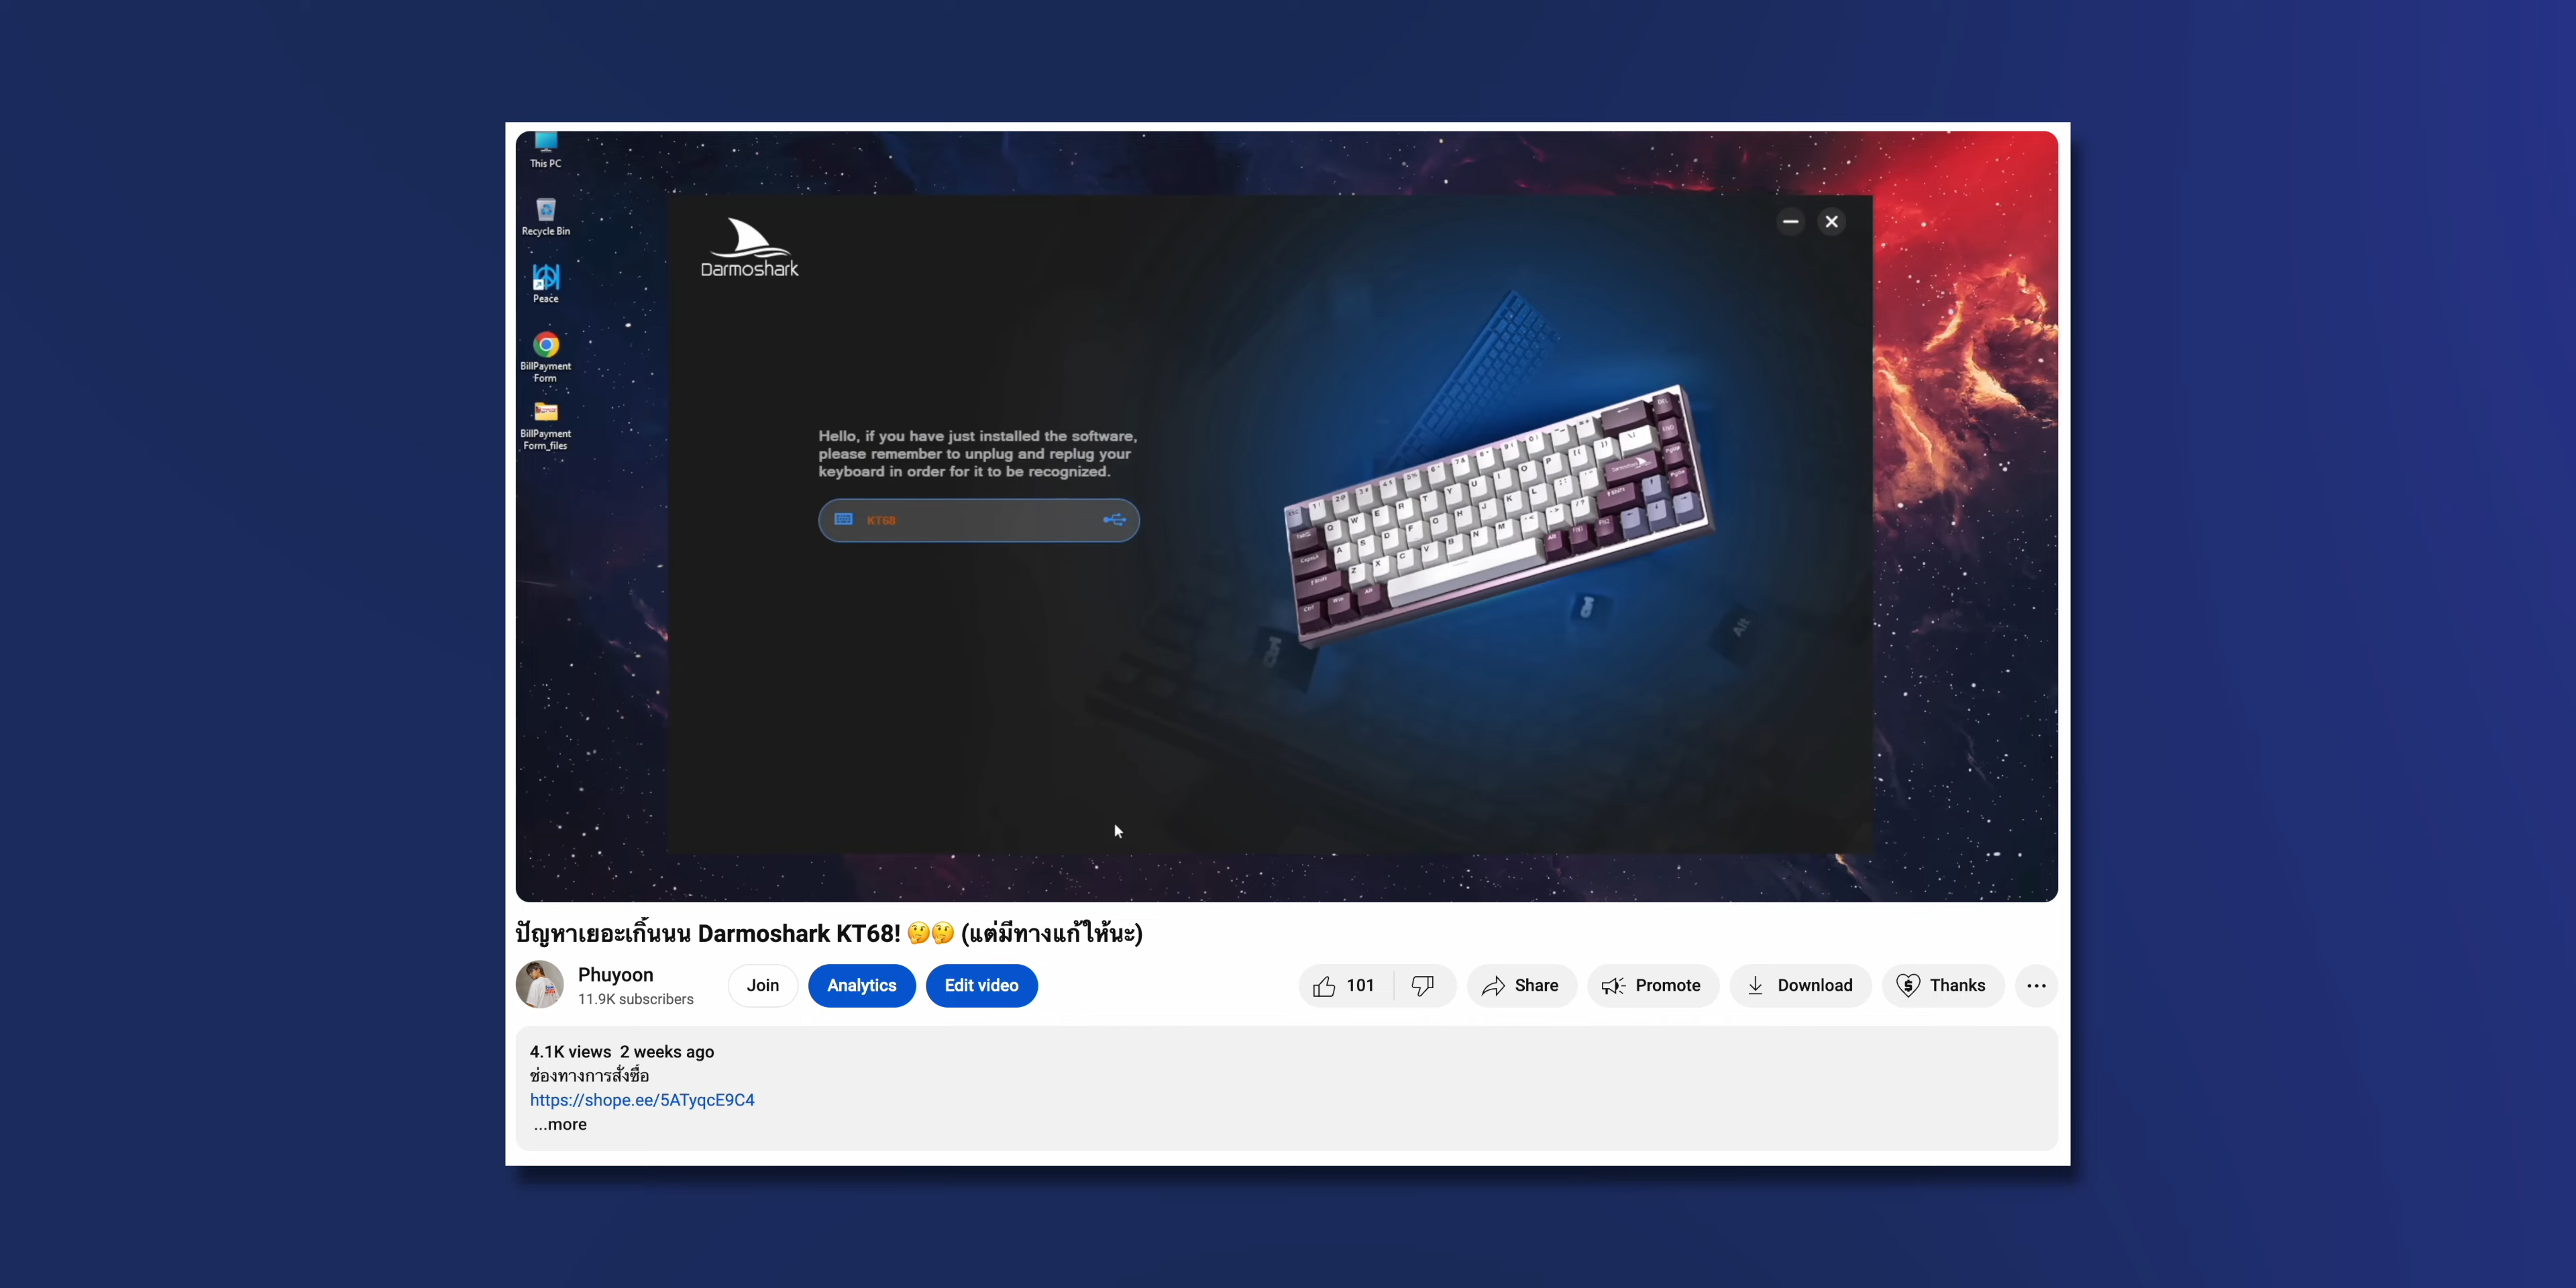 This PC
Recycle Bin
Peace
BillPayment
Form
BillPayment
Form_files
Darmoshark
Hello, if you have just installed the software,
please remember to unplug and replug your
keyboard in order for it to be recognized.
KT68
Ctrl
Ctrl
Alt
ปัญหาเยอะเกิ๊นนน Darmoshark KT68! 🤔🤔 (แต่มีทางแก้ให้นะ)
Phuyoon
11.9K subscribers
Join
Analytics
Edit video
101
Share
Promote
Download
Thanks
4.1K views 2 weeks ago
ช่องทางการสั่งซื้อ
https://shope.ee/5ATyqcE9C4
...more